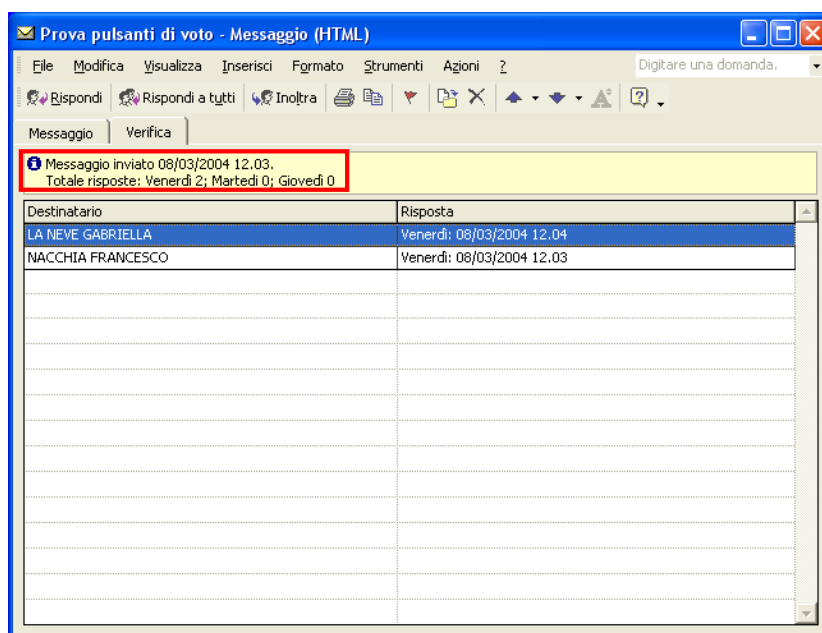 Prova pulsanti di voto - Messaggio (HTML)
File Modifica Visualizza Inserisci Formato Strumenti Azioni ? Digitare una domanda.
Rispondi Rispondi a tutti Inoltra
Messaggio Verifica
Messaggio inviato 08/03/2004 12.03.
Totale risposte: Venerdì 2; Martedì 0; Giovedì 0
Destinatario Risposta
LA NEVE GABRIELLA Venerdì: 08/03/2004 12.04
NACCHIA FRANCESCO Venerdì: 08/03/2004 12.03